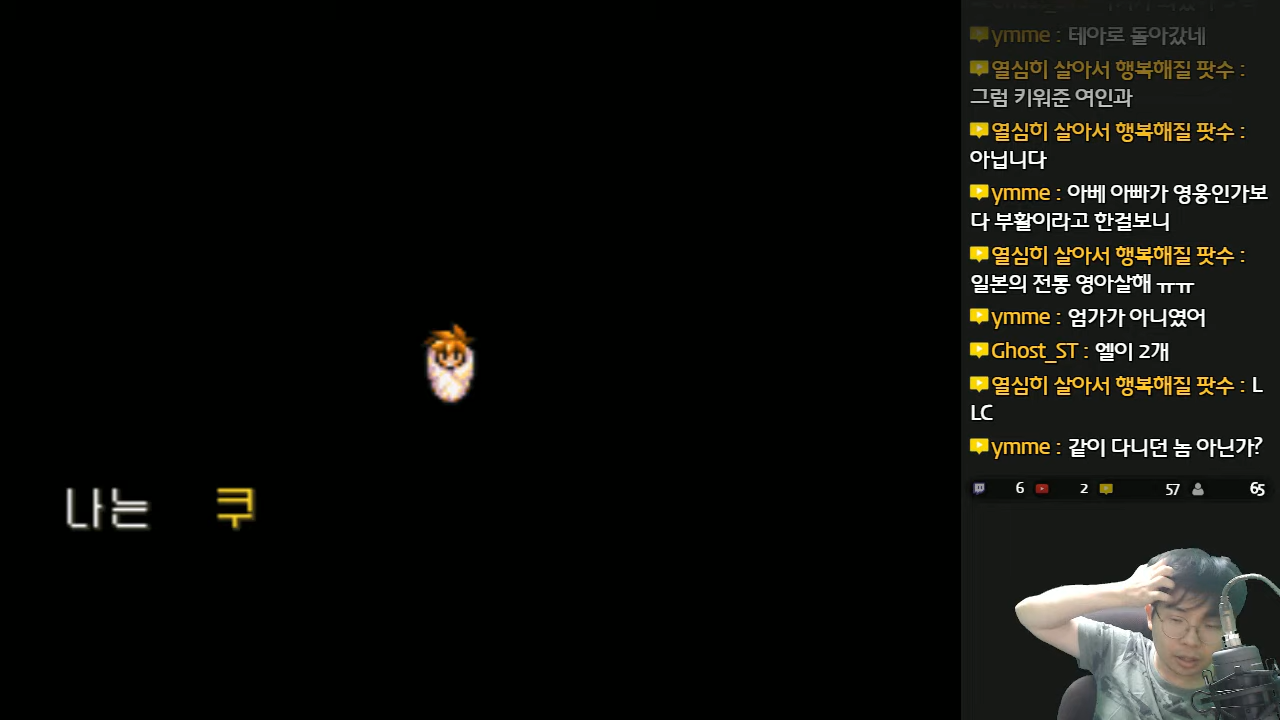 나는 쿠
ymme : 테아로 돌아갔네
열심히 살아서 행복해질 팟수 :
그럼 키워준 여인과
열심히 살아서 행복해질 팟수 :
아닙니다
ymme : 아베 아빠가 영웅인가보
다 부활이라고 한걸보니
열심히 살아서 행복해질 팟수 :
일본의 전통 영아살해 ㅠㅠ
ymme : 엄가가 아니였어
Ghost_ST : 엘이 2개
열심히 살아서 행복해질 팟수 : L
LC
ymme : 같이 다니던 놈 아닌가?
6 2 57 65